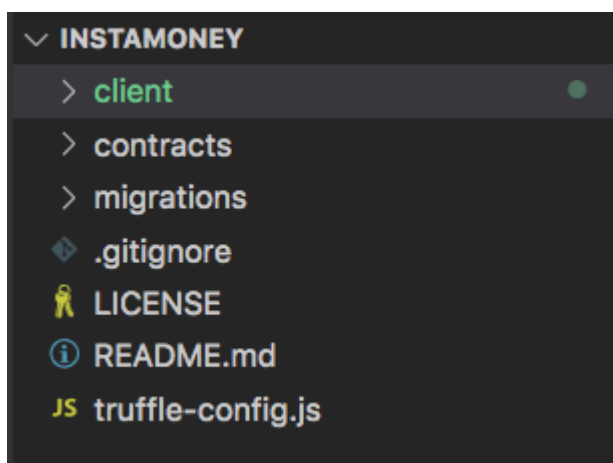 INSTAMONEY
client
contracts
migrations
.gitignore
LICENSE
README.md
JS truffle-config.js